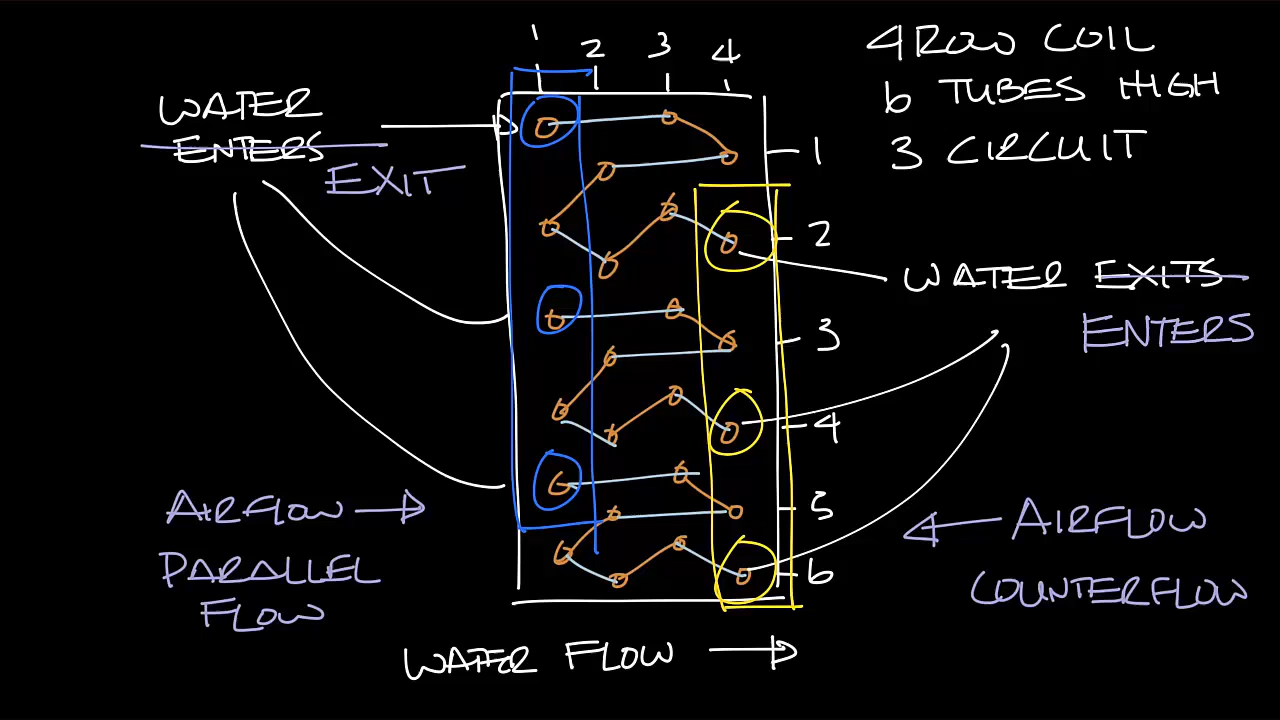 1 2 3 4
4 ROW COIL
6 TUBES HIGH
3 CIRCUIT
WATER
ENTERS
EXIT
1
2
3
4
5
6
WATER EXITS
ENTERS
AIRFLOW
PARALLEL
FLOW
AIRFLOW
COUNTERFLOW
WATER FLOW